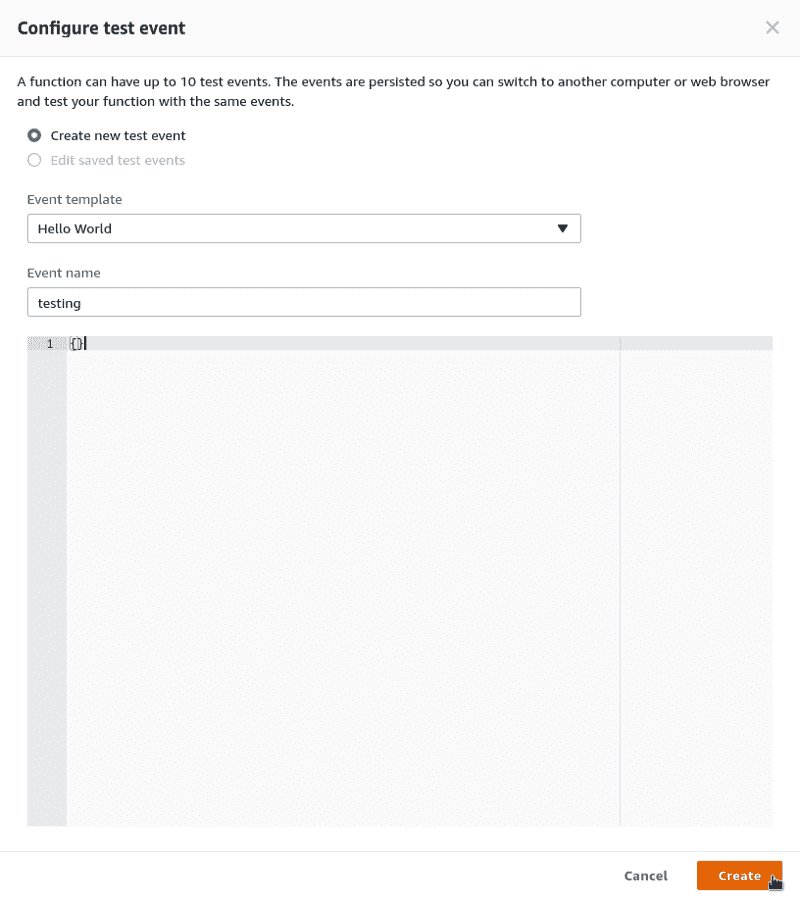 Configure test event
A function can have up to 10 test events. The events are persisted so you can switch to another computer or web browser
and test your function with the same events.
Create new test event
Edit saved test events
Event template
Hello World
Event name
testing
1 {}
Cancel Create